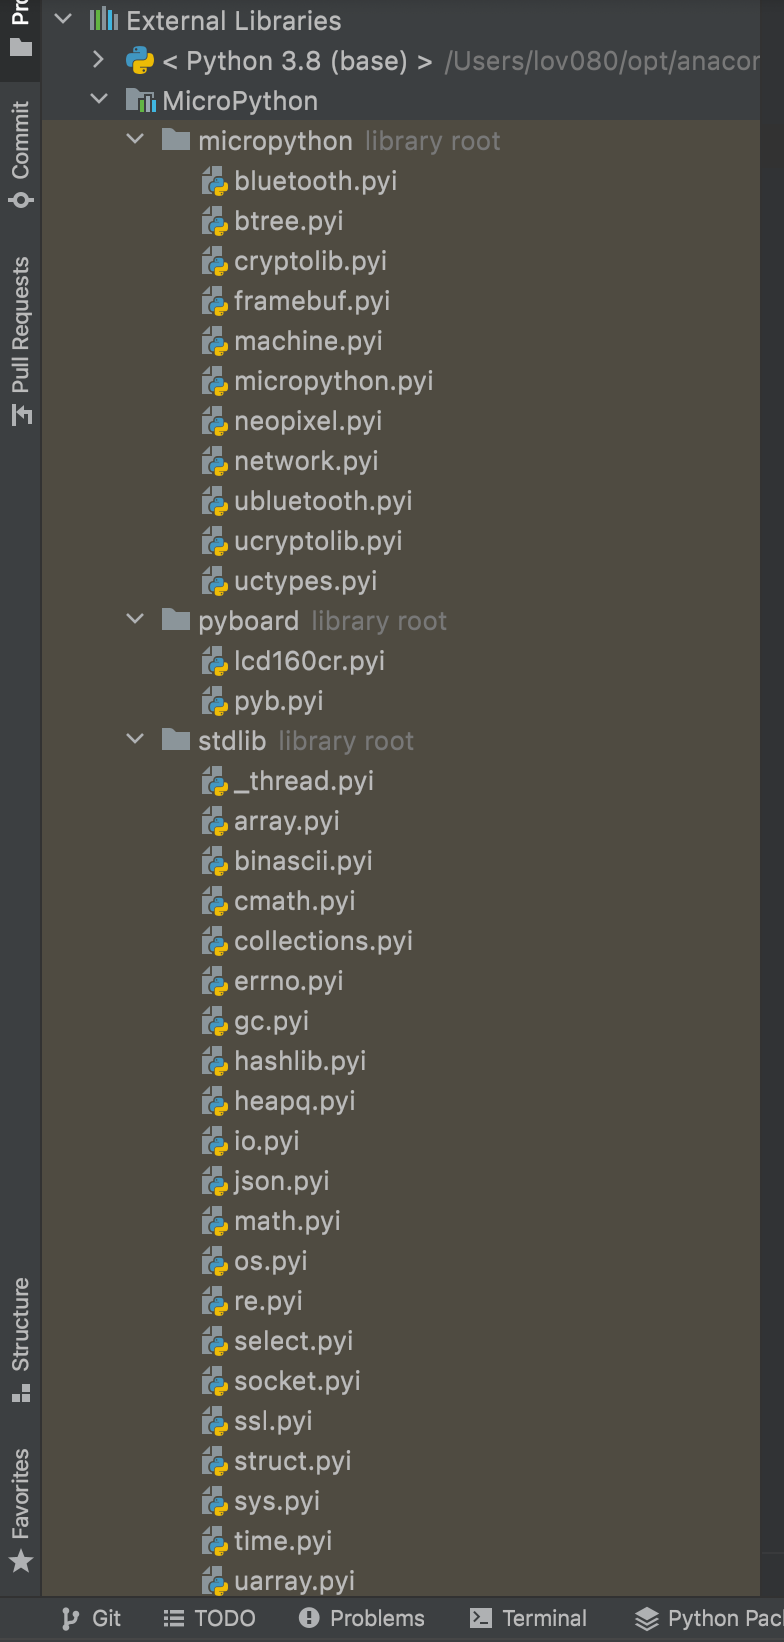 External Libraries
< Python 3.8 (base) > /Users/lov080/opt/anacor
MicroPython
micropython library root
bluetooth.pyi
btree.pyi
cryptolib.pyi
framebuf.pyi
machine.pyi
micropython.pyi
neopixel.pyi
network.pyi
ubluetooth.pyi
ucryptolib.pyi
uctypes.pyi
pyboard library root
lcd160cr.pyi
pyb.pyi
stdlib library root
_thread.pyi
array.pyi
binascii.pyi
cmath.pyi
collections.pyi
errno.pyi
gc.pyi
hashlib.pyi
heapq.pyi
io.pyi
json.pyi
math.pyi
os.pyi
re.pyi
select.pyi
socket.pyi
ssl.pyi
struct.pyi
sys.pyi
time.pyi
uarray.pyi
Commit
Pull Requests
Structure
Favorites
Git TODO Problems Terminal Python Pac